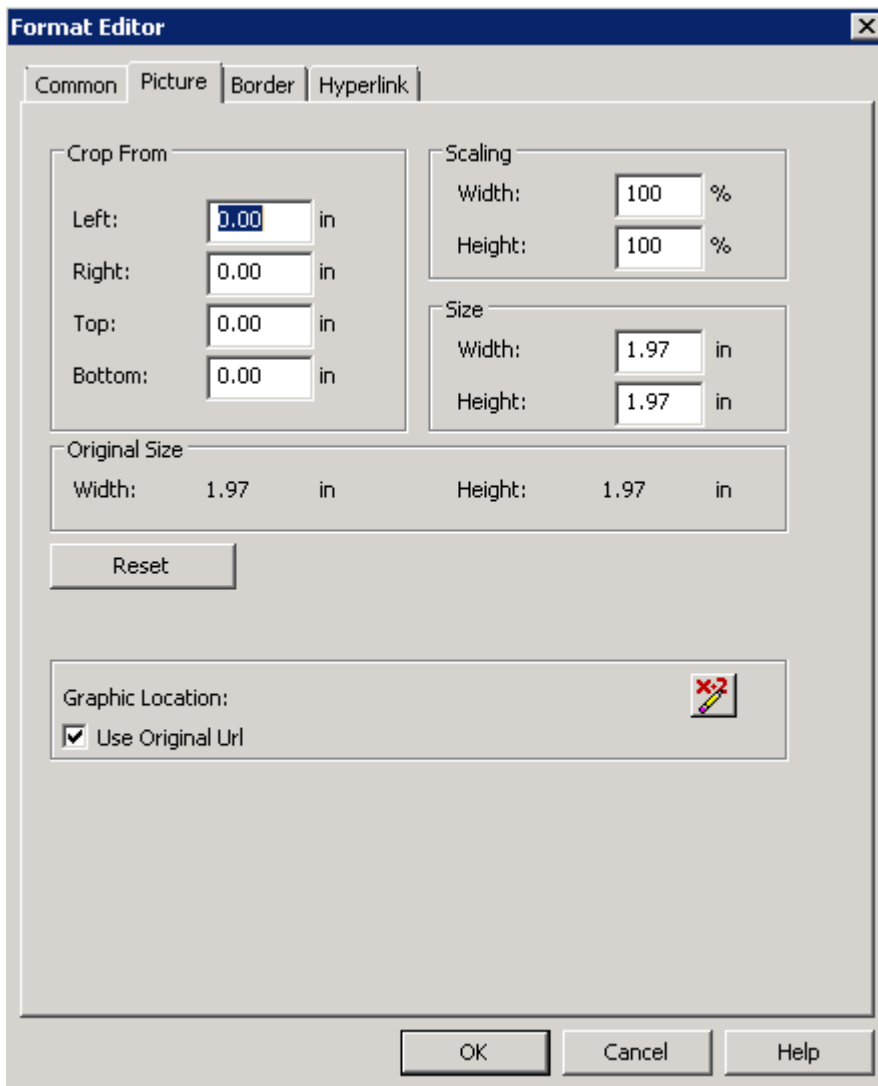 Format Editor
Common Picture Border Hyperlink
Crop From
Left: 0.00 in
Right: 0.00 in
Top: 0.00 in
Bottom: 0.00 in
Scaling
Width: 100 %
Height: 100 %
Size
Width: 1.97 in
Height: 1.97 in
Original Size
Width: 1.97 in Height: 1.97 in
Reset
Graphic Location:
X+2
Use Original Url
OK Cancel Help